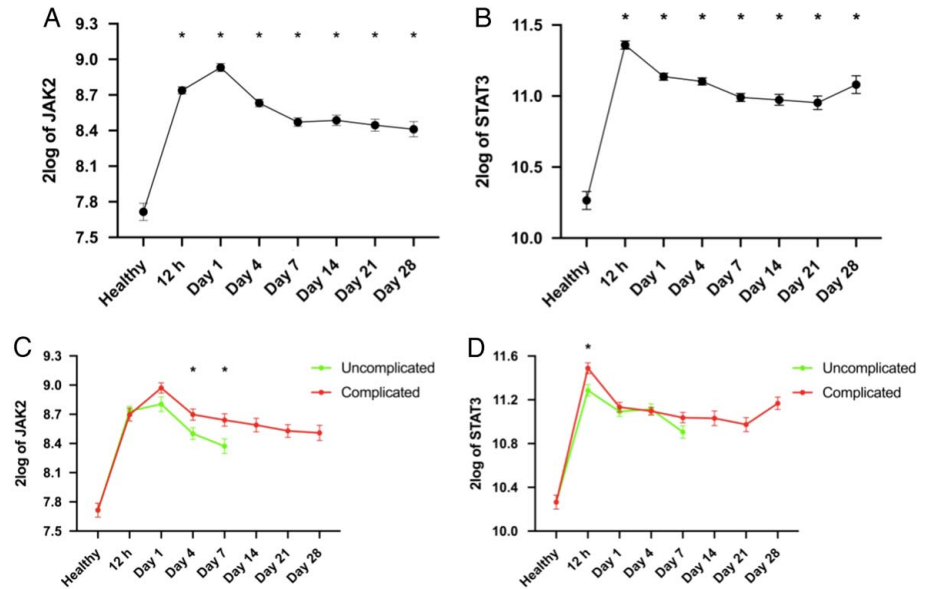 A
2log of JAK2
9.3
9.0
8.7
8.4
8.1
7.8
7.5
* * * * * * *
Healthy
12 h
Day 1
Day 4
Day 7
Day 14
Day 21
Day 28
B
2log of STAT3
11.5
11.0
10.5
10.0
* * * * * * *
Healthy
12 h
Day 1
Day 4
Day 7
Day 14
Day 21
Day 28
C
2log of JAK2
9.3
9.0
8.7
8.4
8.1
7.8
7.5
* *
Uncomplicated
Complicated
Healthy
12 h
Day 1
Day 4
Day 7
Day 14
Day 21
Day 28
D
2log of STAT3
11.6
11.2
10.8
10.4
10.0
*
Uncomplicated
Complicated
Healthy
12 h
Day 1
Day 4
Day 7
Day 14
Day 21
Day 28